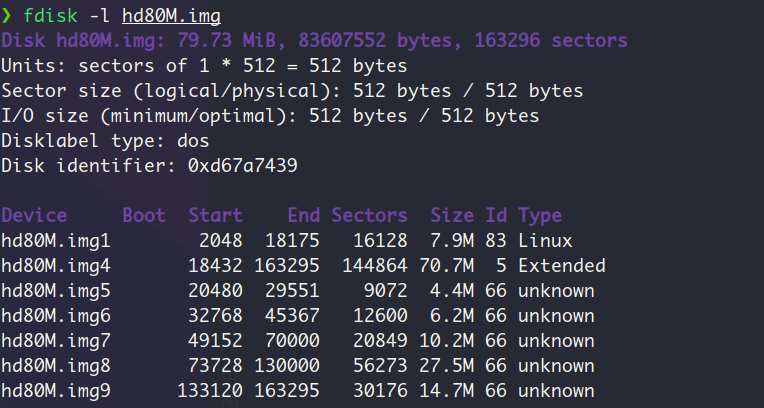 ❯ fdisk -l hd80M.img
Disk hd80M.img: 79.73 MiB, 83607552 bytes, 163296 sectors
Units: sectors of 1 * 512 = 512 bytes
Sector size (logical/physical): 512 bytes / 512 bytes
I/O size (minimum/optimal): 512 bytes / 512 bytes
Disklabel type: dos
Disk identifier: 0xd67a7439

Device     Boot  Start    End Sectors  Size Id Type
hd80M.img1        2048  18175   16128  7.9M 83 Linux
hd80M.img4       18432 163295  144864 70.7M  5 Extended
hd80M.img5       20480  29551    9072  4.4M 66 unknown
hd80M.img6       32768  45367   12600  6.2M 66 unknown
hd80M.img7       49152  70000   20849 10.2M 66 unknown
hd80M.img8       73728 130000   56273 27.5M 66 unknown
hd80M.img9      133120 163295   30176 14.7M 66 unknown